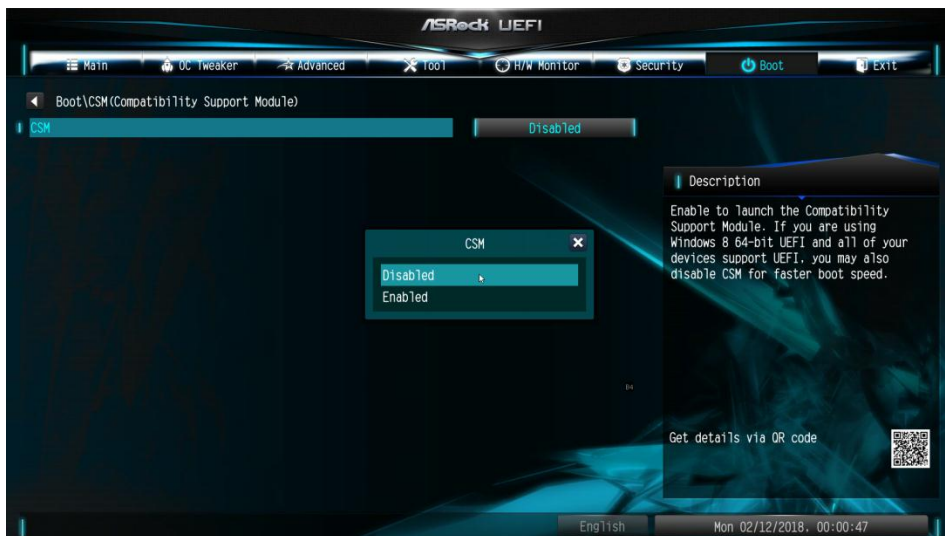 ASRock UEFI
Main OC Tweaker Advanced Tool H/W Monitor Security Boot Exit
Boot\CSM(Compatibility Support Module)
CSM Disabled
Description
Enable to launch the Compatibility
Support Module. If you are using
Windows 8 64-bit UEFI and all of your
devices support UEFI, you may also
disable CSM for faster boot speed.
CSM
Disabled
Enabled
Get details via QR code
English Mon 02/12/2018. 00:00:47